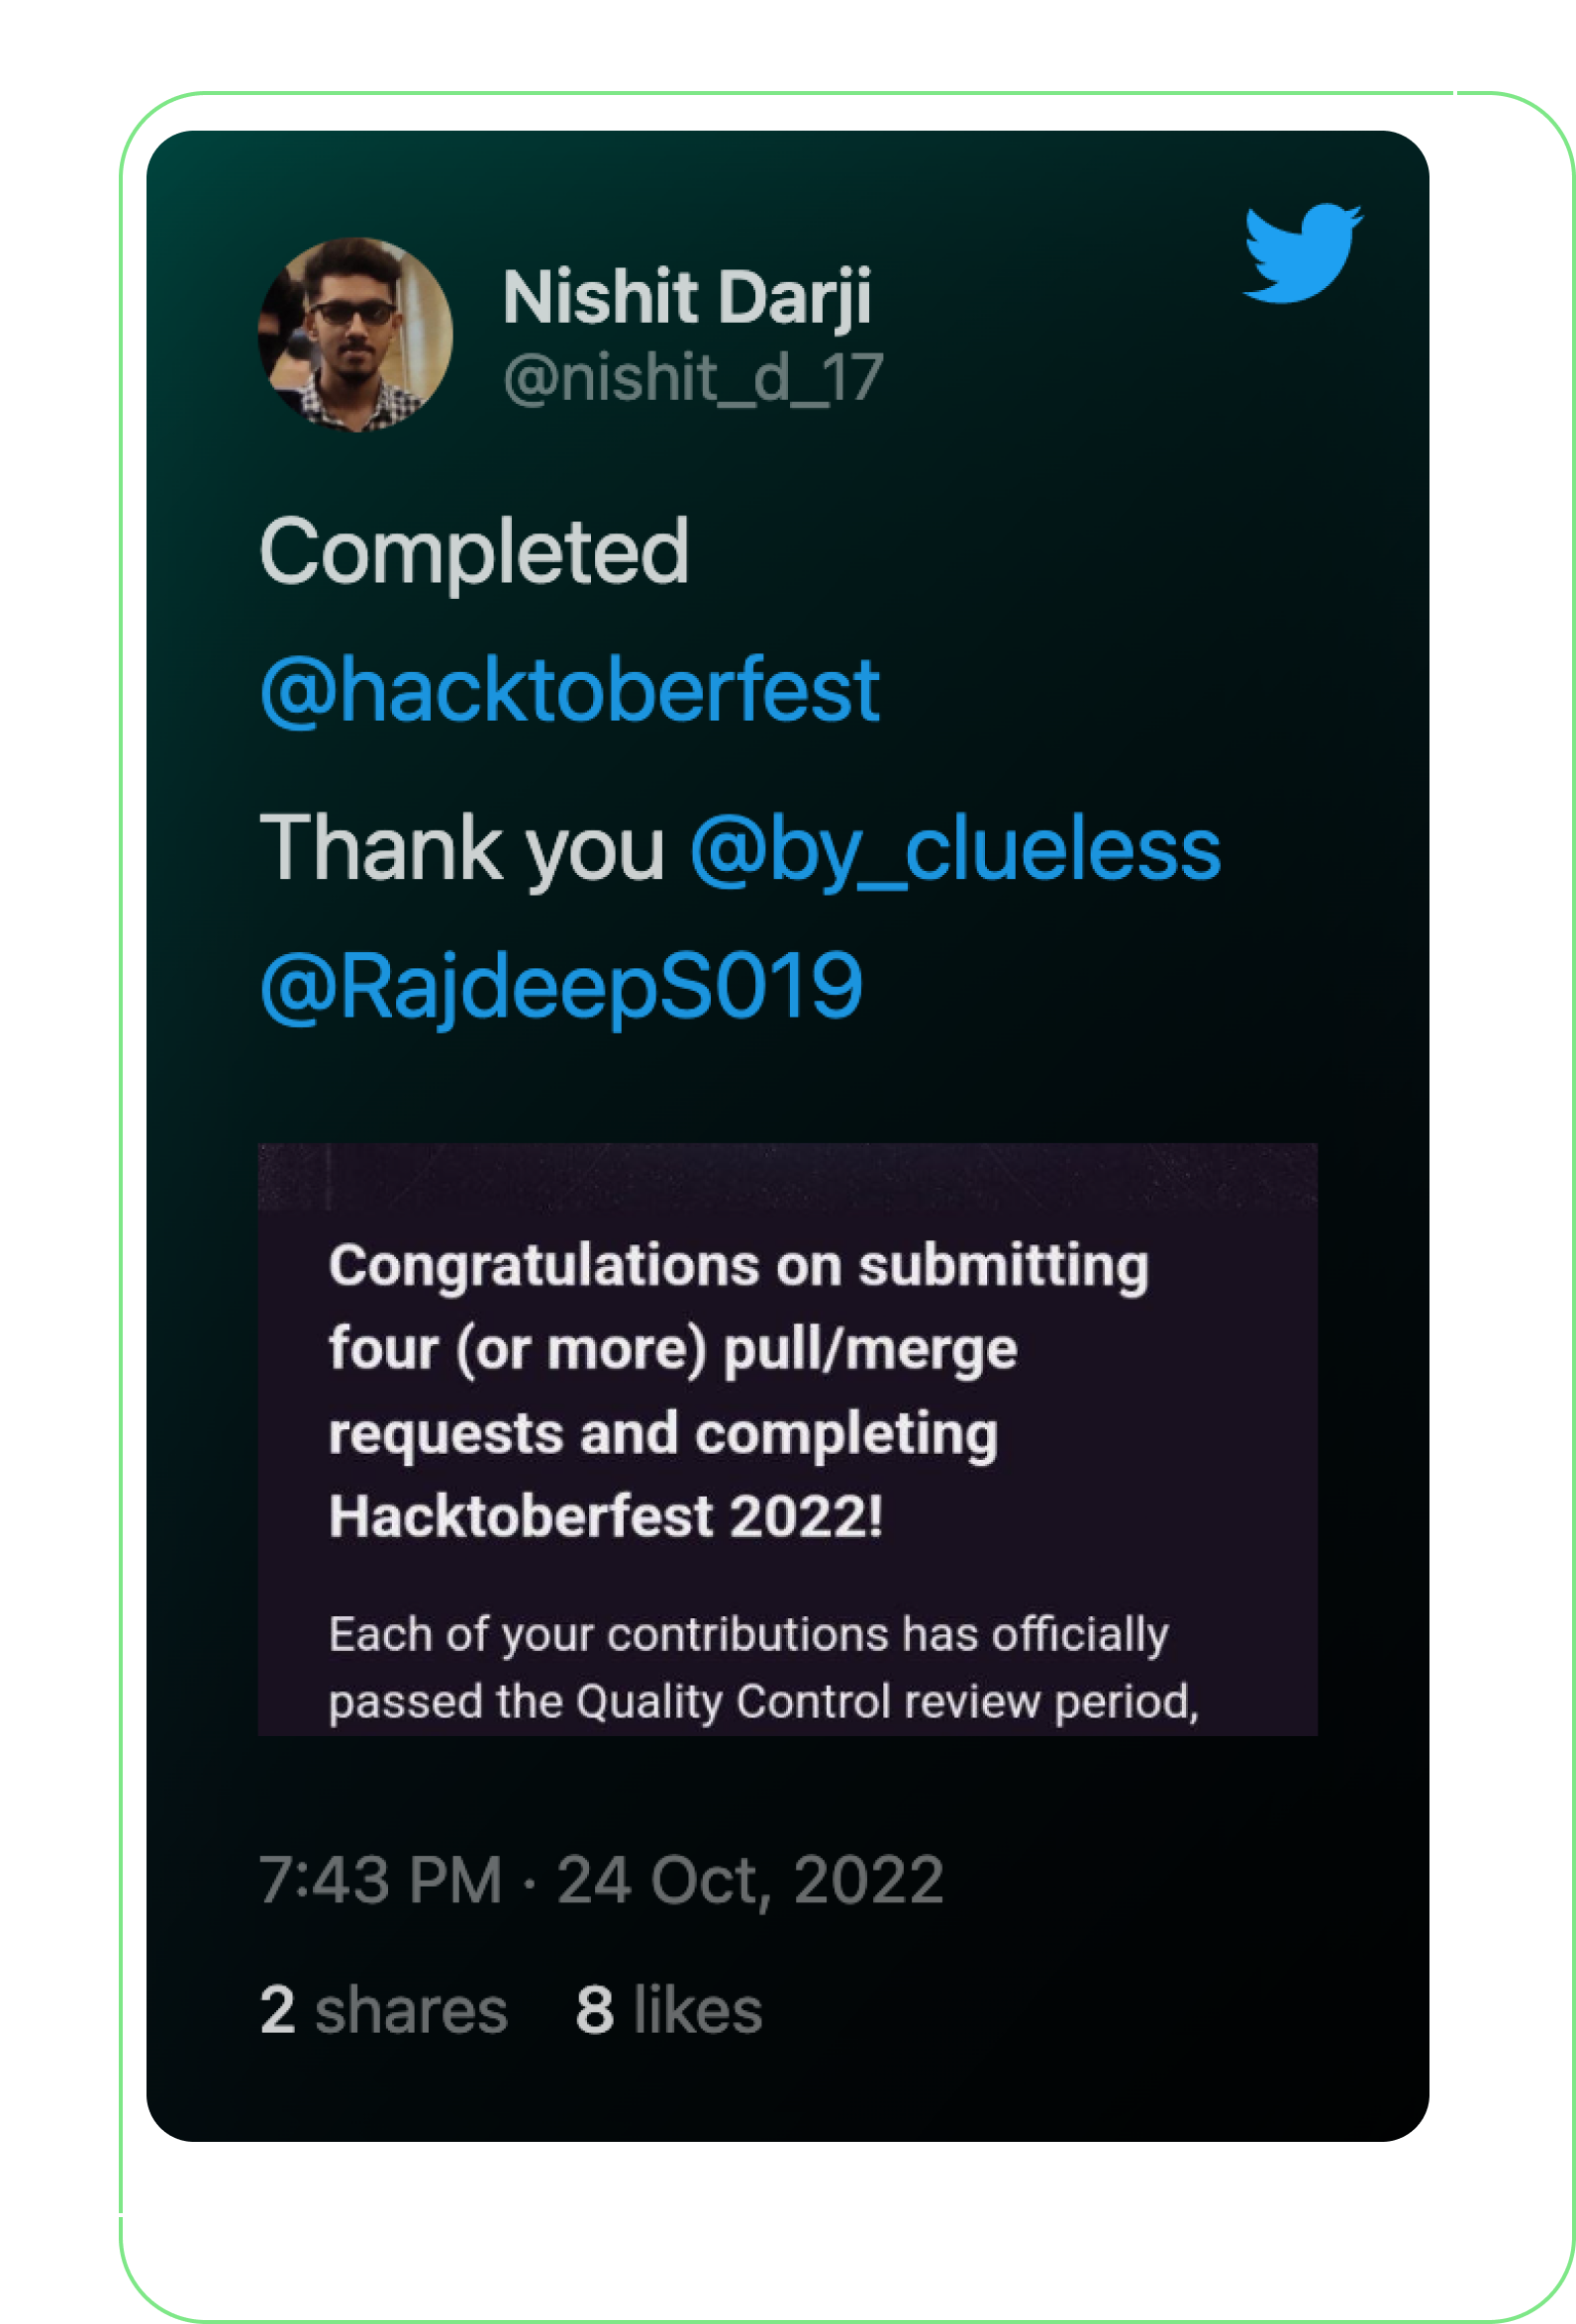 Nishit Darji
@nishit_d_17
Completed
@hacktoberfest
Thank you @by_clueless
@RajdeepS019
Congratulations on submitting
four (or more) pull/merge
requests and completing
Hacktoberfest 2022!
Each of your contributions has officially
passed the Quality Control review period,
7:43 PM · 24 Oct, 2022
2 shares 8 likes